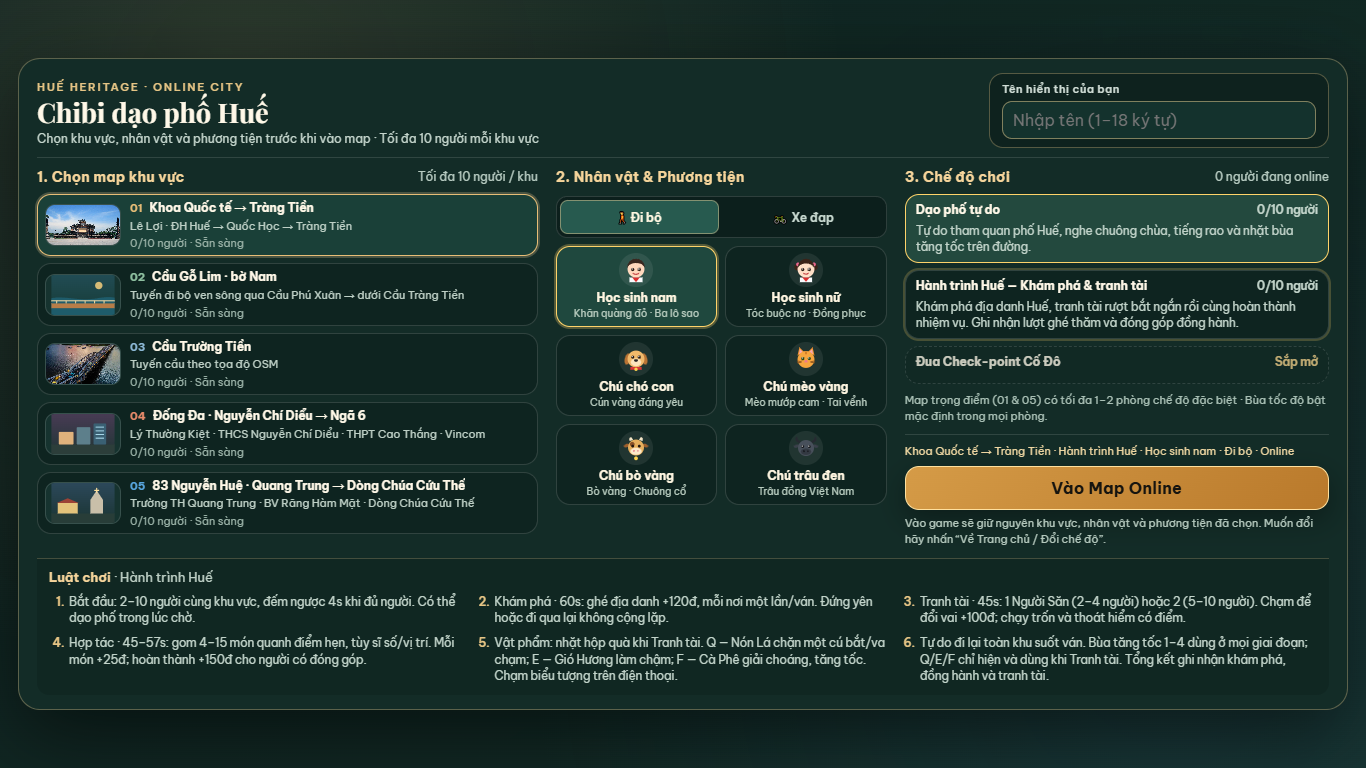 HUẾ HERITAGE · ONLINE CITY
Chibi dạo phố Huế
Chọn khu vực, nhân vật và phương tiện trước khi vào map · Tối đa 10 người mỗi khu vực
Tên hiển thị của bạn
Nhập tên (1–18 ký tự)
1. Chọn map khu vực
Tối đa 10 người / khu
01 Khoa Quốc tế → Tràng Tiền
Lê Lợi · ĐH Huế → Quốc Học → Tràng Tiền
0/10 người · Sẵn sàng
02 Cầu Gỗ Lim · bờ Nam
Tuyến đi bộ ven sông qua Cầu Phú Xuân → dưới Cầu Tràng Tiền
0/10 người · Sẵn sàng
03 Cầu Trường Tiền
Tuyến cầu theo tọa độ OSM
0/10 người · Sẵn sàng
04 Đống Đa · Nguyễn Chí Diểu → Ngã 6
Lý Thường Kiệt · THCS Nguyễn Chí Diểu · THPT Cao Thắng · Vincom
0/10 người · Sẵn sàng
05 83 Nguyễn Huệ · Quang Trung → Dòng Chúa Cứu Thế
Trường TH Quang Trung · BV Răng Hàm Mặt · Dòng Chúa Cứu Thế
0/10 người · Sẵn sàng
2. Nhân vật & Phương tiện
Đi bộ
Xe đạp
Học sinh nam
Khăn quàng đỏ · Ba lô sao
Học sinh nữ
Tóc buộc nơ · Đồng phục
Chú chó con
Cún vàng đáng yêu
Chú mèo vàng
Mèo mướp cam · Tai vểnh
Chú bò vàng
Bò vàng · Chuông cổ
Chú trâu đen
Trâu đồng Việt Nam
3. Chế độ chơi
0 người đang online
Dạo phố tự do
0/10 người
Tự do tham quan phố Huế, nghe chuông chùa, tiếng rao và nhặt bùa
tăng tốc trên đường.
Hành trình Huế — Khám phá & tranh tài
0/10 người
Khám phá địa danh Huế, tranh tài rượt bắt ngắn rồi cùng hoàn thành
nhiệm vụ. Ghi nhận lượt ghé thăm và đóng góp đồng hành.
Đua Check-point Cố Đô
Sắp mở
Map trọng điểm (01 & 05) có tối đa 1–2 phòng chế độ đặc biệt · Bùa tốc độ bật
mặc định trong mọi phòng.
Khoa Quốc tế → Tràng Tiền · Hành trình Huế · Học sinh nam · Đi bộ · Online
Vào Map Online
Vào game sẽ giữ nguyên khu vực, nhân vật và phương tiện đã chọn. Muốn đổi
hãy nhấn “Về Trang chủ / Đổi chế độ”.
Luật chơi · Hành trình Huế
1. Bắt đầu: 2–10 người cùng khu vực, đếm ngược 4s khi đủ người. Có thể
dạo phố trong lúc chờ.
2. Khám phá · 60s: ghé địa danh +120đ, mỗi nơi một lần/ván. Đứng yên
hoặc đi qua lại không cộng lặp.
3. Tranh tài · 45s: 1 Người Săn (2–4 người) hoặc 2 (5–10 người). Chạm để
đổi vai +100đ; chạy trốn và thoát hiểm có điểm.
4. Hợp tác · 45–57s: gom 4–15 món quanh điểm hẹn, tùy sĩ số/vị trí. Mỗi
món +25đ; hoàn thành +150đ cho người có đóng góp.
5. Vật phẩm: nhặt hộp quà khi Tranh tài. Q — Nón Lá chặn một cú bắt/va
chạm; E — Gió Hương làm chậm; F — Cà Phê giải choáng, tăng tốc.
Chạm biểu tượng trên điện thoại.
6. Tự do đi lại toàn khu suốt ván. Bùa tăng tốc 1–4 dùng ở mọi giai đoạn;
Q/E/F chỉ hiện và dùng khi Tranh tài. Tổng kết ghi nhận khám phá,
đồng hành và tranh tài.